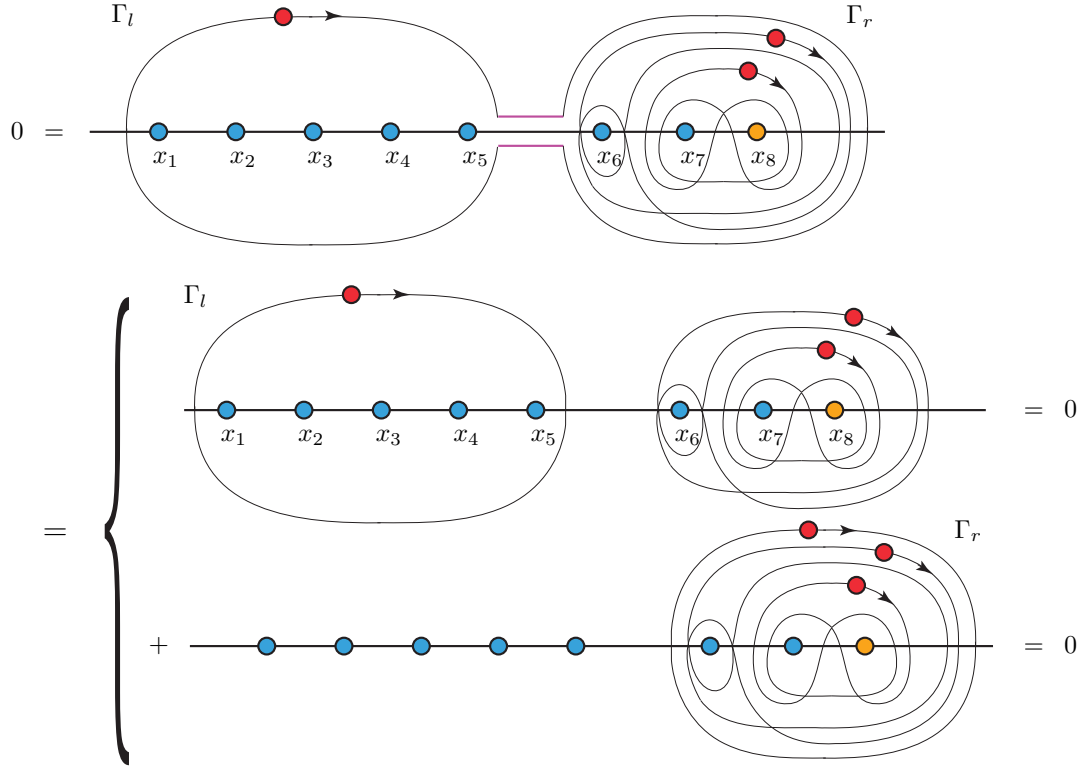 Γ_l Γ_r
0 =
x_1 x_2 x_3 x_4 x_5 x_6 x_7 x_8
Γ_l
= 0
x_1 x_2 x_3 x_4 x_5 x_6 x_7 x_8
=
Γ_r
+ = 0